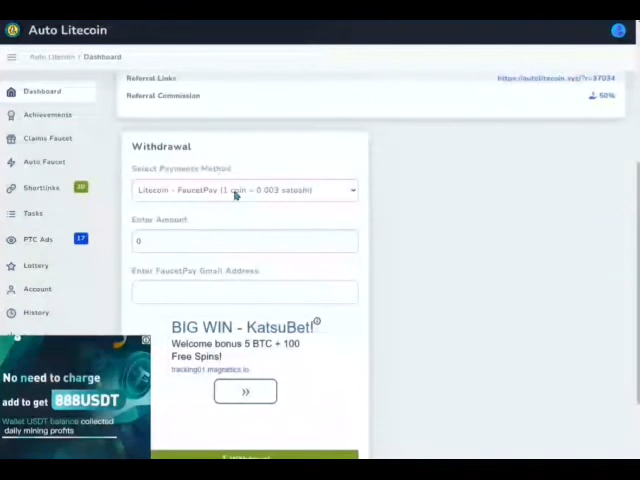 Auto Litecoin
Auto Litecoin / Dashboard
Dashboard
Achievements
Claims Faucet
Auto Faucet
Shortlinks 20
Tasks
PTC Ads 17
Lottery
Account
History
Referral Links https://autolitecoin.xyz/?r=37034
Referral Commission 50%
Withdrawal
Select Payments Method
Litecoin - FaucetPay (1 coin = 0.003 satoshi)
Enter Amount
0
Enter FaucetPay Gmail Address
BIG WIN - KatsuBet!
Welcome bonus 5 BTC + 100
Free Spins!
tracking01.magnetics.io
»
No need to charge
add to get 888USDT
Wallet USDT balance collected
daily mining profits